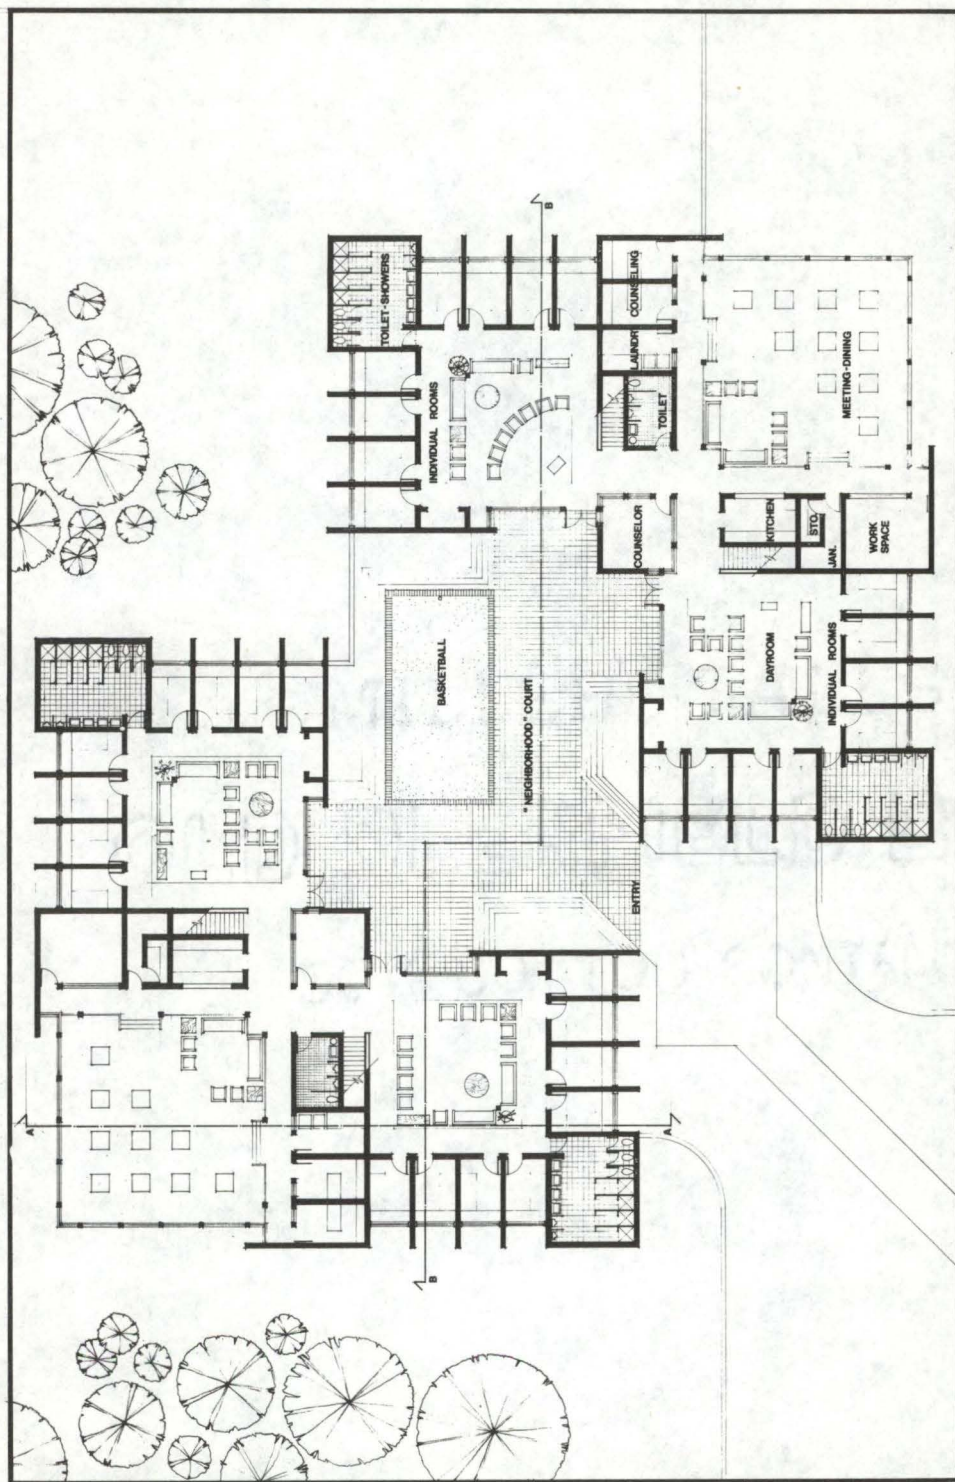 TOILET-SHOWERS
INDIVIDUAL ROOMS
B
LAUNDRY
COUNSELING
TOILET
MEETING-DINING
COUNSELOR
KITCHEN
STO.
JAN.
WORK
SPACE
BASKETBALL
"NEIGHBORHOOD" COURT
DAYROOM
INDIVIDUAL ROOMS
ENTRY
A
A
B